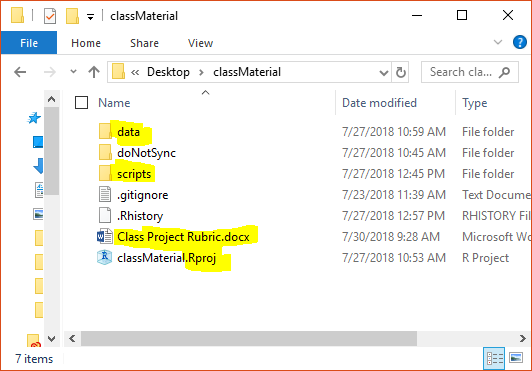 classMaterial
File Home Share View
« Desktop > classMaterial Search cla...
Name Date modified Type
data 7/27/2018 10:59 AM File folder
doNotSync 7/27/2018 10:45 AM File folder
scripts 7/27/2018 12:45 PM File folder
.gitignore 7/23/2018 11:39 AM Text Docume
.Rhistory 7/27/2018 12:57 PM RHISTORY File
Class Project Rubric.docx 7/30/2018 9:28 AM Microsoft Wo
classMaterial.Rproj 7/27/2018 10:53 AM R Project
7 items